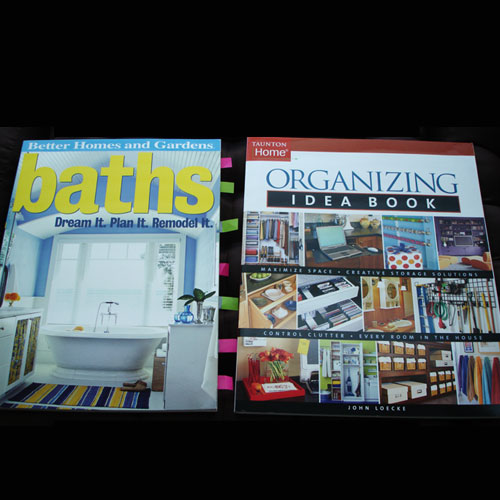 Better Homes and Gardens
baths
Dream It. Plan It. Remodel It.
TAUNTON
Home®
ORGANIZING
IDEA BOOK
MAXIMIZE SPACE • CREATIVE STORAGE SOLUTIONS
CONTROL CLUTTER • EVERY ROOM IN THE HOUSE
JOHN LOECKE